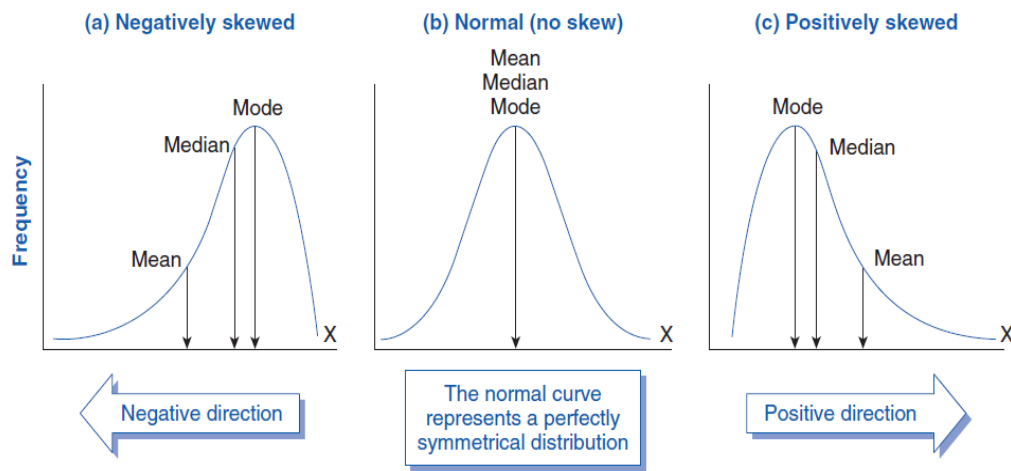 (a) Negatively skewed
(b) Normal (no skew)
(c) Positively skewed
Frequency
Mode
Median
Mean
X
Mean
Median
Mode
Mode
Median
Mean
X
Negative direction
The normal curve
represents a perfectly
symmetrical distribution
Positive direction